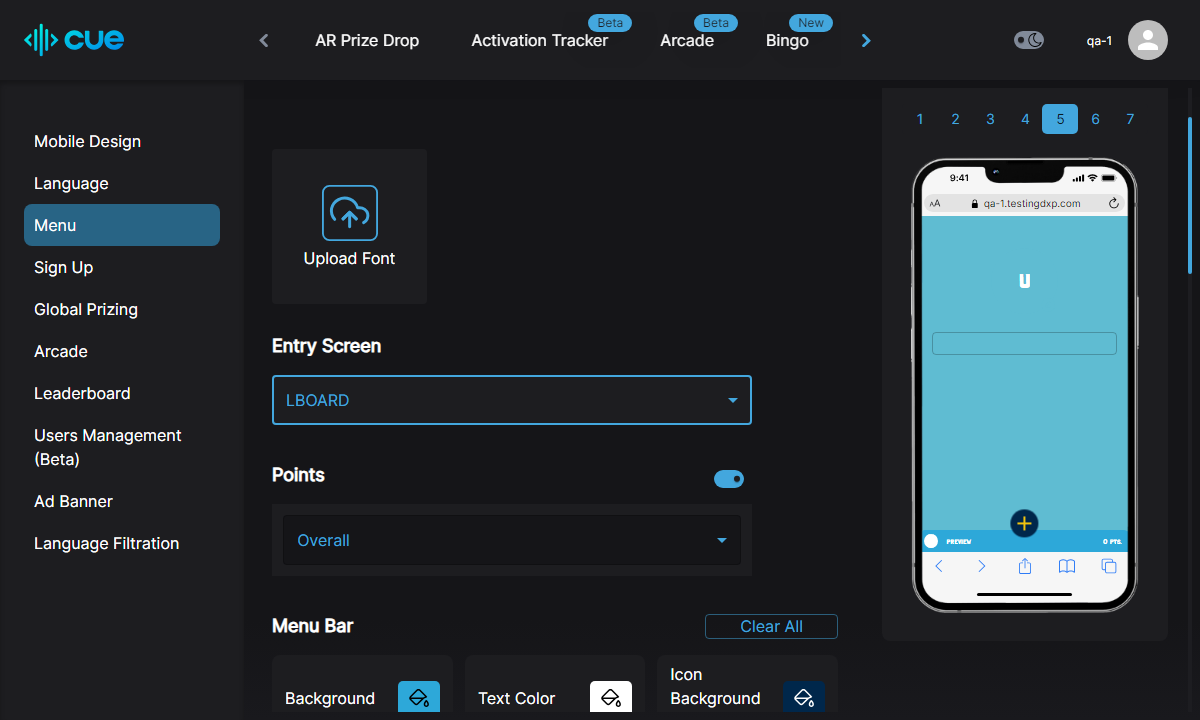 cue
AR Prize Drop
Activation Tracker
Beta
Arcade
Beta
Bingo
New
qa-1
Mobile Design
Language
Menu
Sign Up
Global Prizing
Arcade
Leaderboard
Users Management
(Beta)
Ad Banner
Language Filtration
Upload Font
Entry Screen
LBOARD
Points
Overall
Menu Bar
Clear All
Background
Text Color
Icon
Background
1 2 3 4 5 6 7
9:41
AA
qa-1.testingdxp.com
U
PREVIEW
0 PTS.